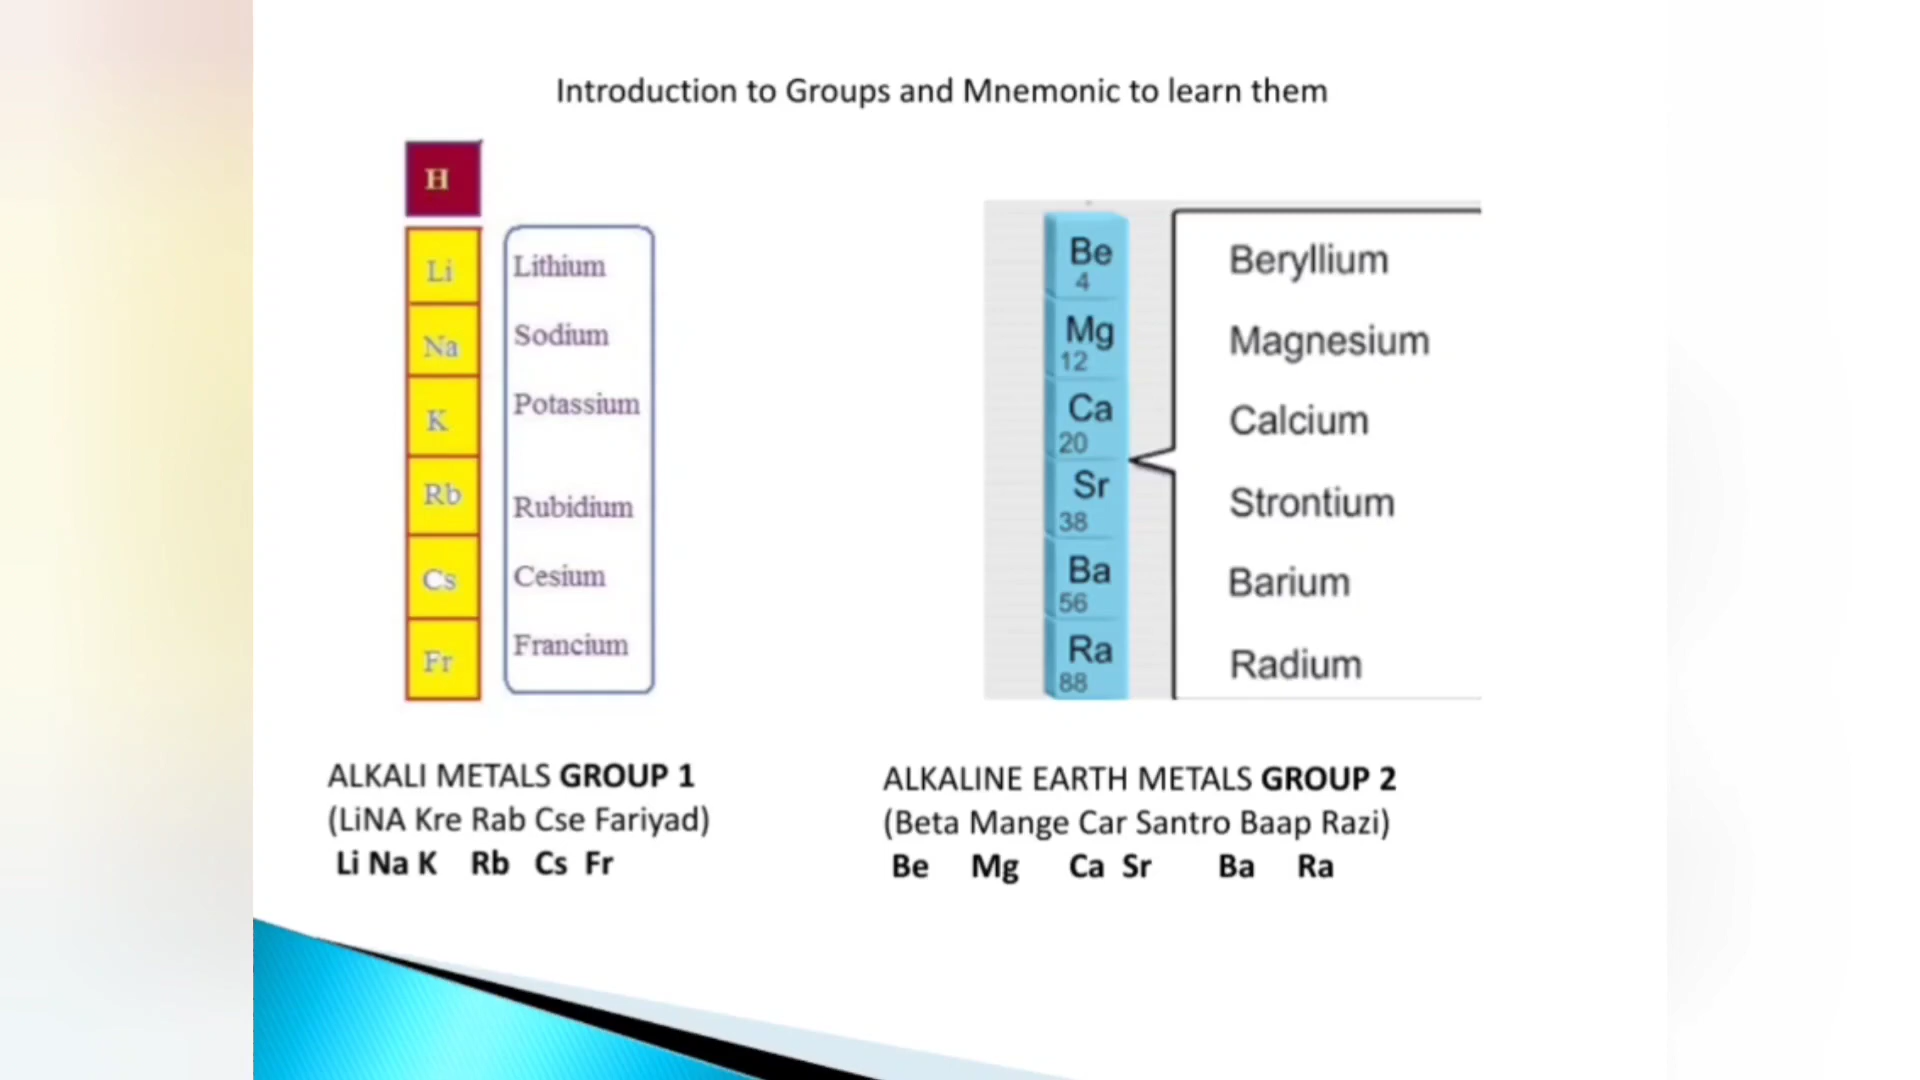 Introduction to Groups and Mnemonic to learn them
H
Li
Na
K
Rb
Cs
Fr
Lithium
Sodium
Potassium
Rubidium
Cesium
Francium
Be
4
Mg
12
Ca
20
Sr
38
Ba
56
Ra
88
Beryllium
Magnesium
Calcium
Strontium
Barium
Radium
ALKALI METALS GROUP 1
(LiNA Kre Rab Cse Fariyad)
Li Na K Rb Cs Fr
ALKALINE EARTH METALS GROUP 2
(Beta Mange Car Santro Baap Razi)
Be Mg Ca Sr Ba Ra